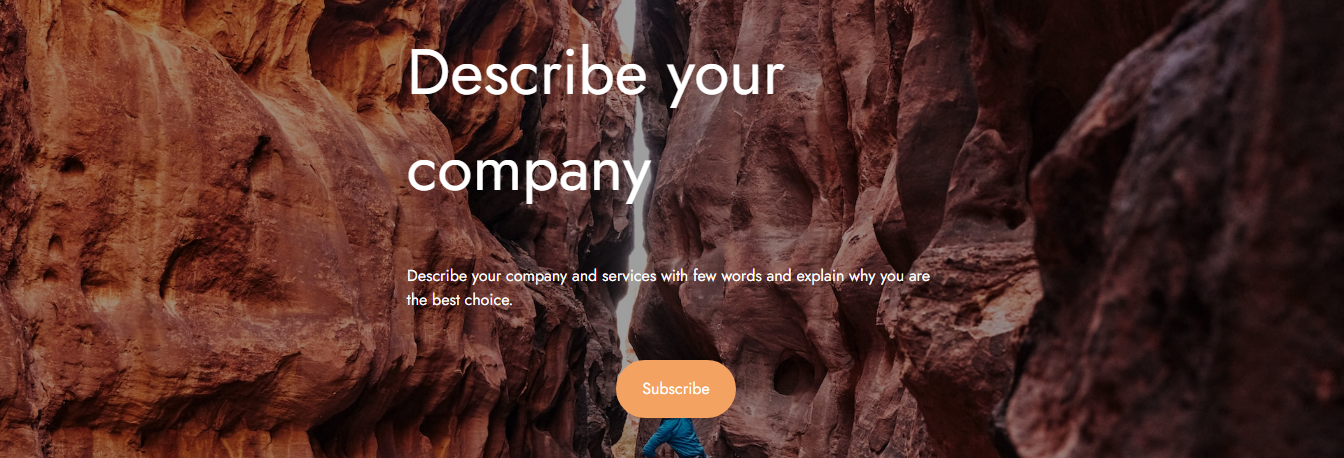 Describe your
company
Describe your company and services with few words and explain why you are
the best choice.
Subscribe